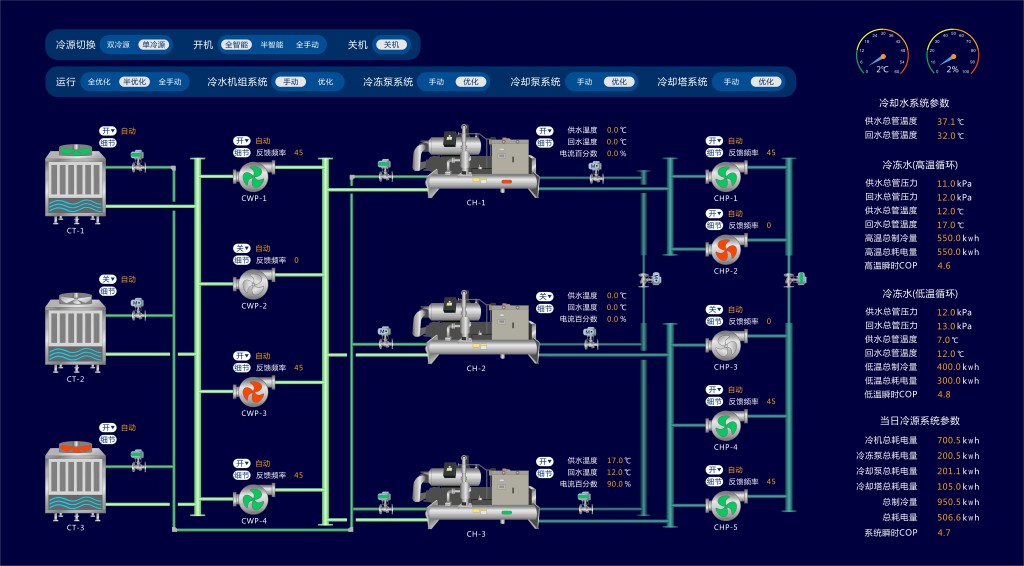 冷源切换 双冷源 单冷源 开机 全智能 半智能 全手动 关机 关机
运行 全优化 半优化 全手动 冷水机组系统 手动 优化 冷冻泵系统 手动 优化 冷却泵系统 手动 优化 冷却塔系统 手动 优化
2℃
2%
开▼ 自动
细节
CT-1
关▼ 自动
细节
CT-2
开▼ 自动
细节
CT-3
开▼ 自动
细节 反馈频率 45
CWP-1
关▼ 自动
细节 反馈频率 0
CWP-2
开▼ 自动
细节 反馈频率 45
CWP-3
开▼ 自动
细节 反馈频率 45
CWP-4
开▼ 供水温度 0.0℃
细节 回水温度 0.0℃
电流百分数 0.0%
CH-1
关▼ 供水温度 0.0℃
细节 回水温度 0.0℃
电流百分数 0.0%
CH-2
开▼ 供水温度 17.0℃
细节 回水温度 12.0℃
电流百分数 90.0%
CH-3
开▼ 自动
细节 反馈频率 45
CHP-1
开▼ 自动
细节 反馈频率 0
CHP-2
关▼ 自动
细节 反馈频率 0
CHP-3
开▼ 自动
细节 反馈频率 45
CHP-4
开▼ 自动
细节 反馈频率 45
CHP-5
冷却水系统参数
供水总管温度 37.1℃
回水总管温度 32.0℃
冷冻水(高温循环)
供水总管压力 11.0kPa
回水总管压力 12.0kPa
供水总管温度 12.0℃
回水总管温度 17.0℃
高温总制冷量 550.0kwh
高温总耗电量 550.0kwh
高温瞬时COP 4.6
冷冻水(低温循环)
供水总管压力 12.0kPa
回水总管压力 13.0kPa
供水总管温度 7.0℃
回水总管温度 12.0℃
低温总制冷量 400.0kwh
低温总耗电量 300.0kwh
低温瞬时COP 4.8
当日冷源系统参数
冷机总耗电量 700.5kwh
冷冻泵总耗电量 200.5kwh
冷却泵总耗电量 201.1kwh
冷却塔总耗电量 105.0kwh
总制冷量 950.5kwh
总耗电量 506.6kwh
系统瞬时COP 4.7